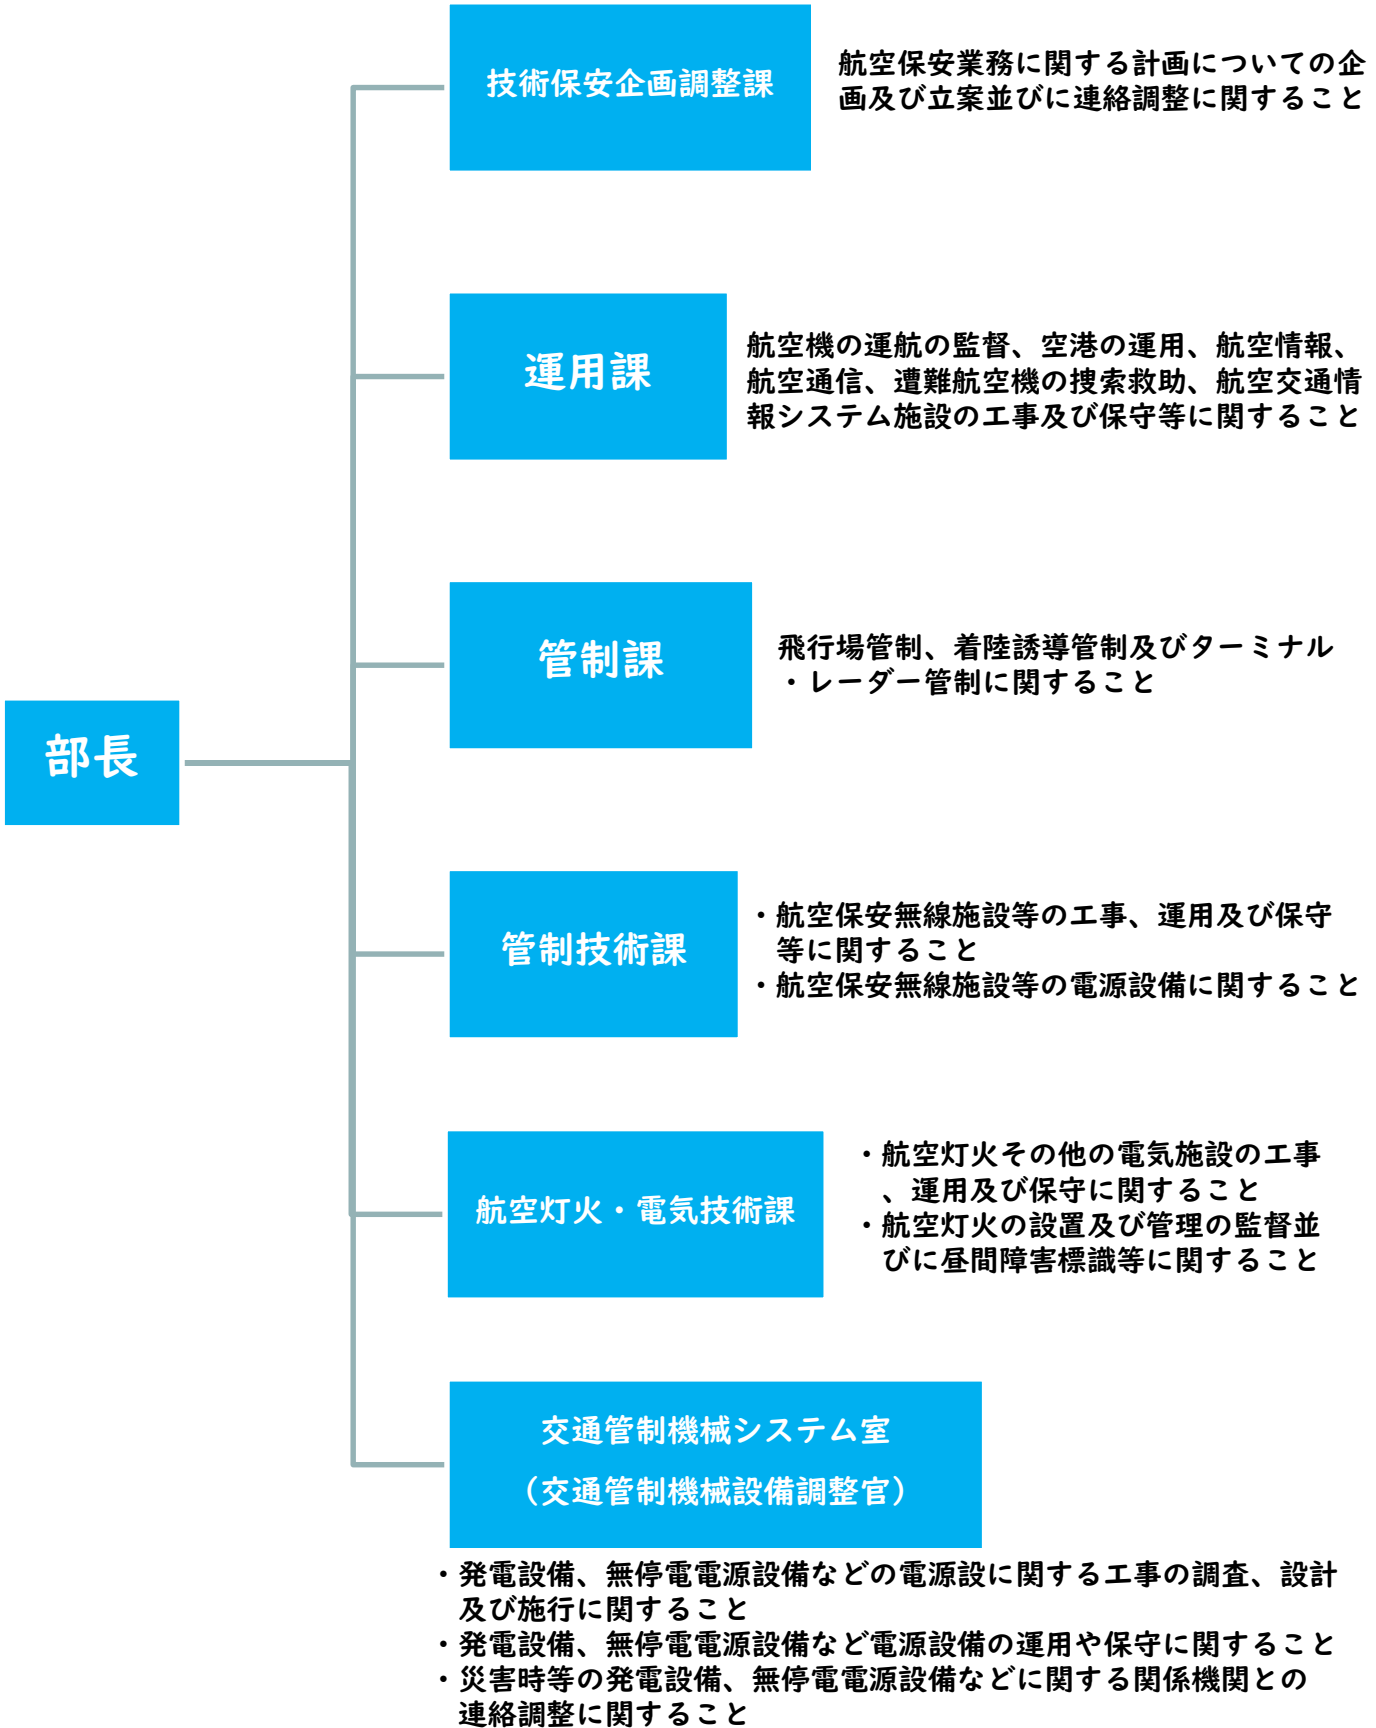 技術保安企画調整課
航空保安業務に関する計画についての企
画及び立案並びに連絡調整に関すること
運用課
航空機の運航の監督、空港の運用、航空情報、
航空通信、遭難航空機の捜索救助、航空交通情
報システム施設の工事及び保守等に関すること
管制課
飛行場管制、着陸誘導管制及びターミナル
・レーダー管制に関すること
部長
管制技術課
・航空保安無線施設等の工事、運用及び保守
等に関すること
・航空保安無線施設等の電源設備に関すること
航空灯火・電気技術課
・航空灯火その他の電気施設の工事
、運用及び保守に関すること
・航空灯火の設置及び管理の監督並
びに昼間障害標識等に関すること
交通管制機械システム室
（交通管制機械設備調整官）
・発電設備、無停電電源設備などの電源設に関する工事の調査、設計
及び施行に関すること
・発電設備、無停電電源設備など電源設備の運用や保守に関すること
・災害時等の発電設備、無停電電源設備などに関する関係機関との
連絡調整に関すること